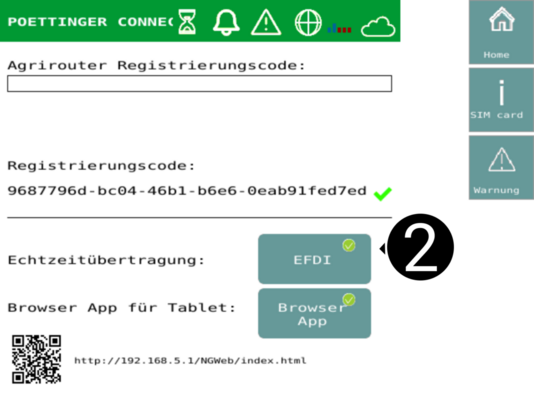 POETTINGER CONNEC
Home
Agrirouter Registrierungscode:
i
SIM card
Registrierungscode:
9687796d-bc04-46b1-b6e6-0eab91fed7ed
Warnung
2
Echtzeitübertragung:
EFDI
Browser App für Tablet:
Browser
App
http://192.168.5.1/NGWeb/index.html